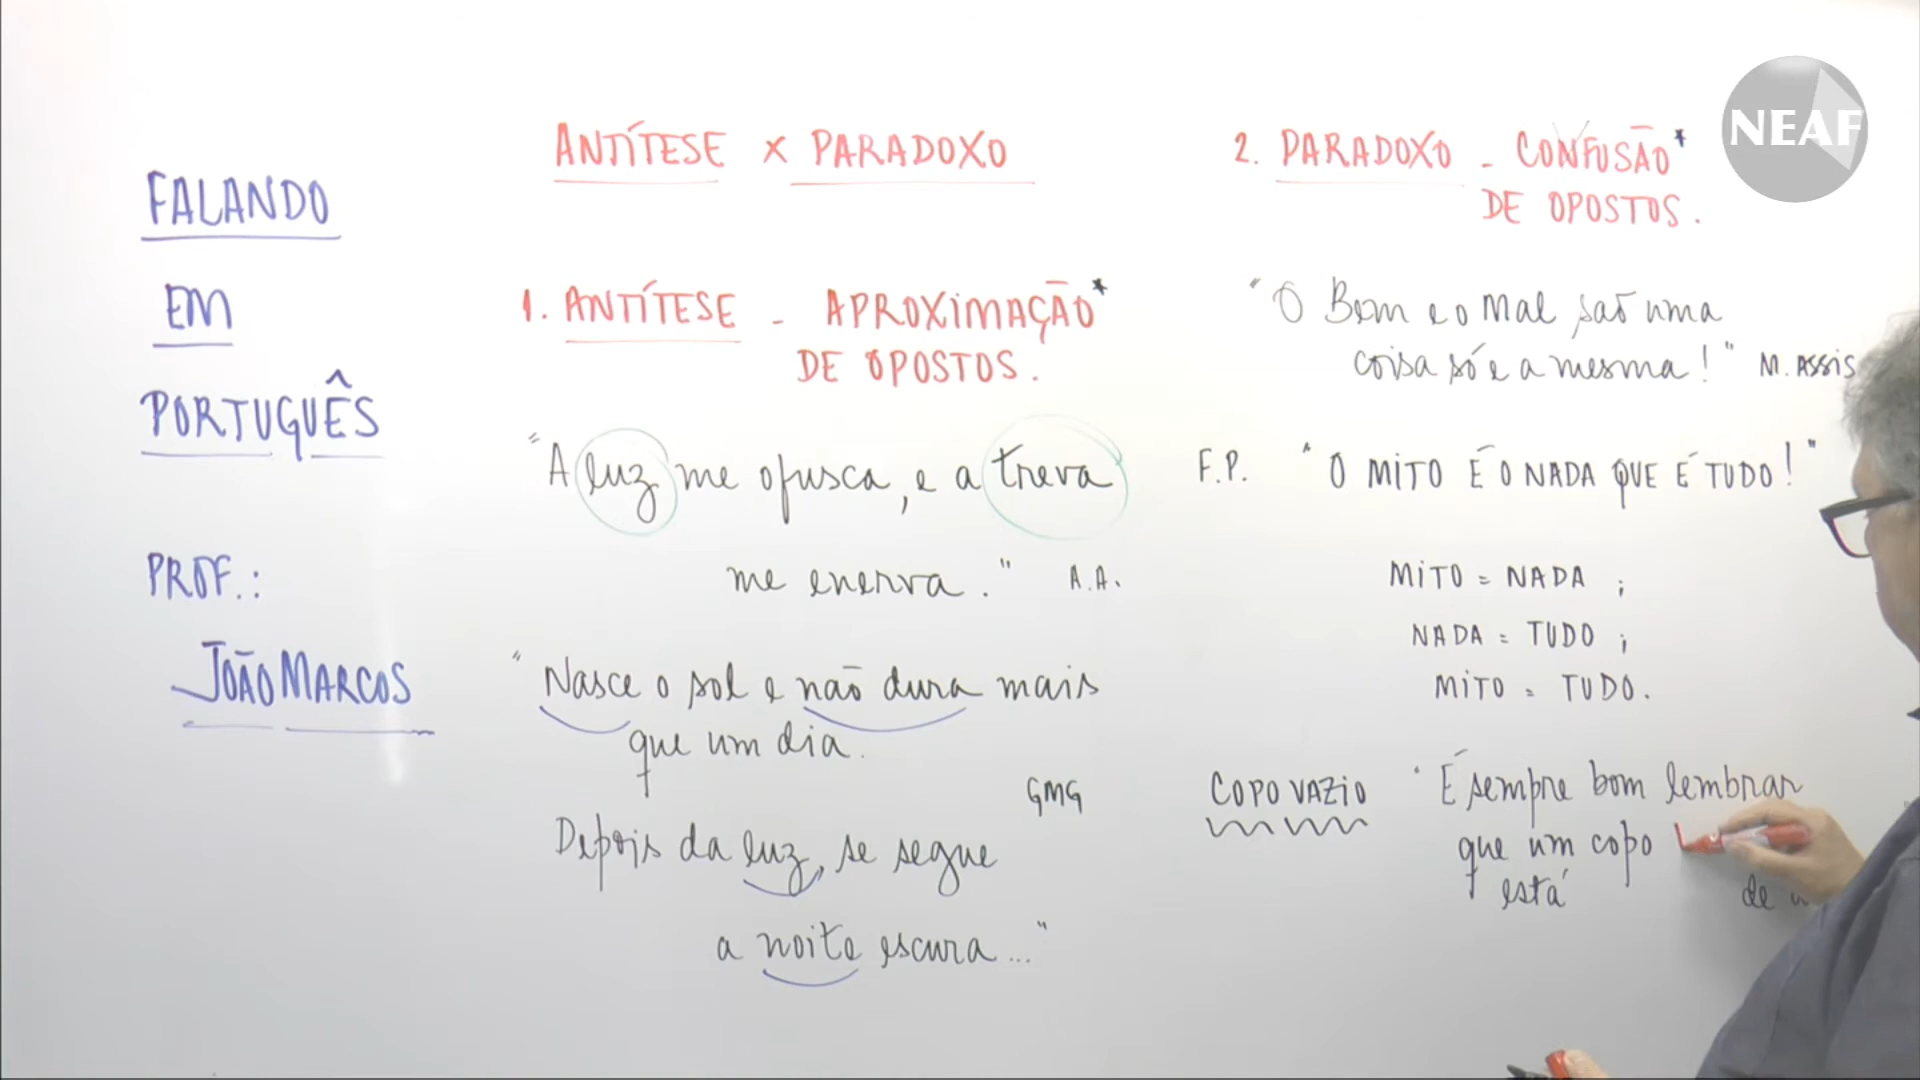 FALANDO
EM
PORTUGUÊS
PROF.:
JOÃO MARCOS
ANTÍTESE X PARADOXO
1. ANTÍTESE - APROXIMAÇÃO*
DE OPOSTOS.
"A luz me ofusca, e a treva
me enerva." A.A.
"Nasce o sol e não dura mais
que um dia.
GMG
Depois da luz, se segue
a noite escura..."
2. PARADOXO - CONFUSÃO*
DE OPOSTOS.
"O Bem e o Mal são uma
coisa só e a mesma!" M. ASSIS
F.P. "O MITO É O NADA QUE É TUDO!"
MITO = NADA ;
NADA = TUDO ;
MITO = TUDO.
COPO VAZIO "É sempre bom lembrar
que um copo
está de
NEAF